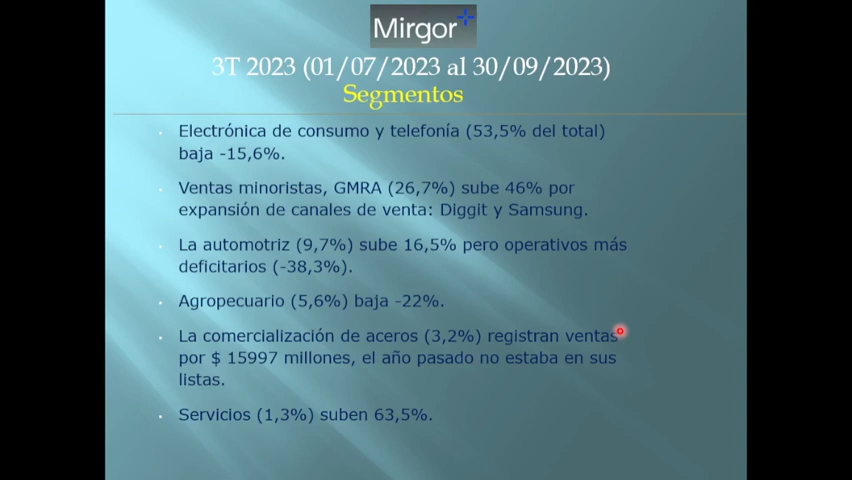 Mirgor
3T 2023 (01/07/2023 al 30/09/2023)
Segmentos
Electrónica de consumo y telefonía (53,5% del total)
baja -15,6%.
Ventas minoristas, GMRA (26,7%) sube 46% por
expansión de canales de venta: Diggit y Samsung.
La automotriz (9,7%) sube 16,5% pero operativos más
deficitarios (-38,3%).
Agropecuario (5,6%) baja -22%.
La comercialización de aceros (3,2%) registran ventas
por $ 15997 millones, el año pasado no estaba en sus
listas.
Servicios (1,3%) suben 63,5%.